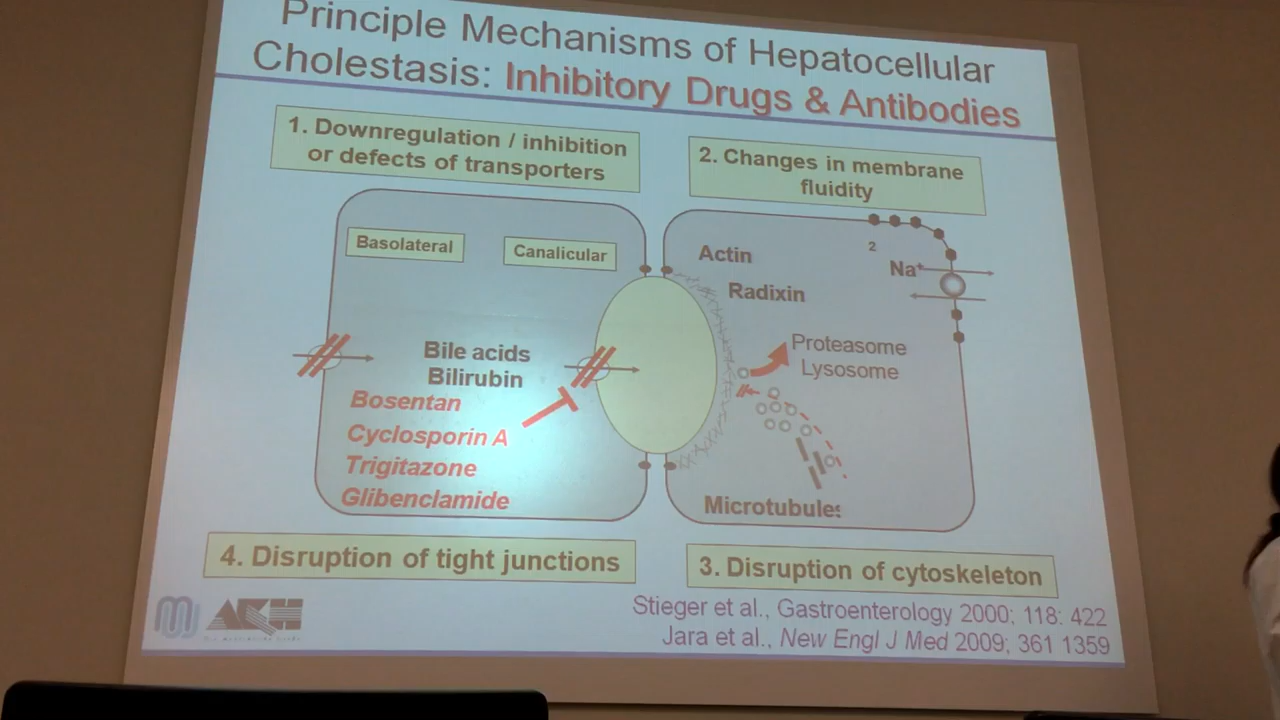 Principle Mechanisms of Hepatocellular
Cholestasis: Inhibitory Drugs & Antibodies
1. Downregulation / inhibition
or defects of transporters
2. Changes in membrane
fluidity
Basolateral
Canalicular
Actin
Radixin
2
Na+
Bile acids
Bilirubin
Bosentan
Cyclosporin A
Trigitazone
Glibenclamide
Proteasome
Lysosome
Microtubules
4. Disruption of tight junctions
3. Disruption of cytoskeleton
AKH
Stieger et al., Gastroenterology 2000; 118: 422
Jara et al., New Engl J Med 2009; 361 1359